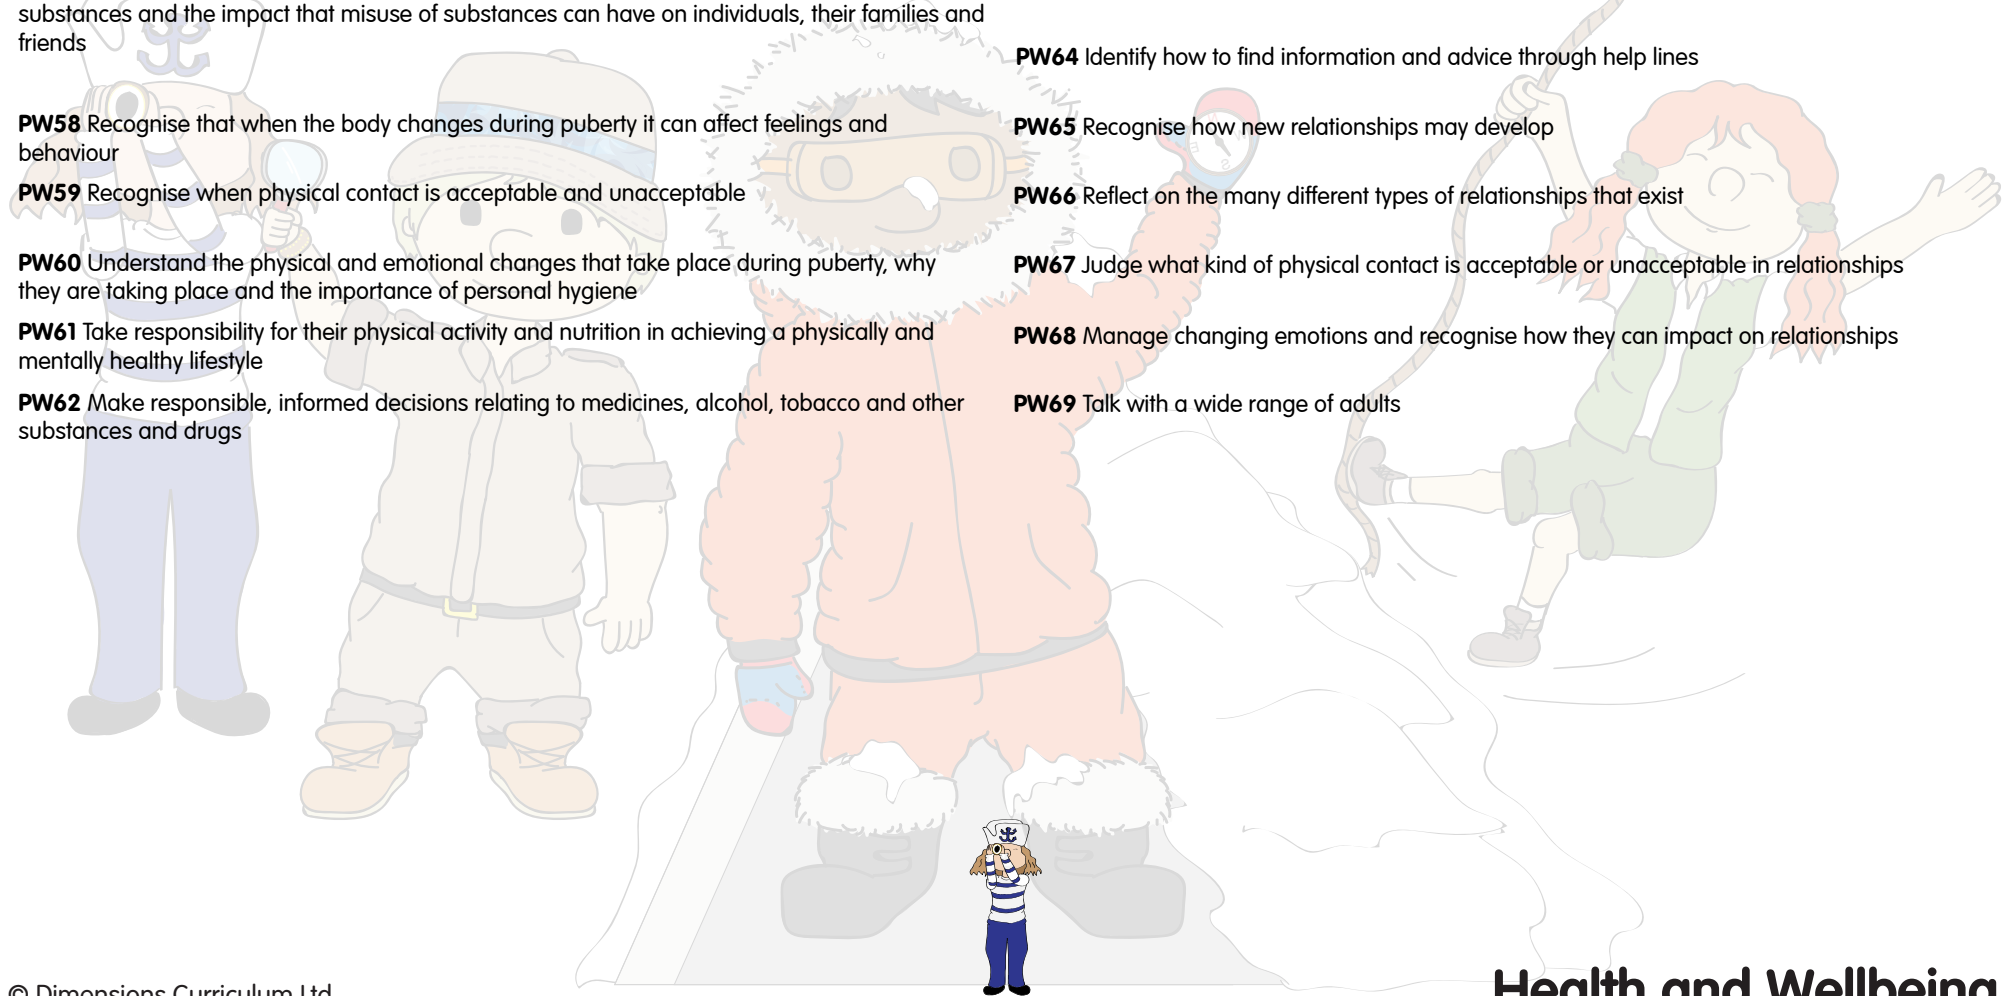 substances and the impact that misuse of substances can have on individuals, their families and
friends
PW58 Recognise that when the body changes during puberty it can affect feelings and
behaviour
PW59 Recognise when physical contact is acceptable and unacceptable
PW60 Understand the physical and emotional changes that take place during puberty, why
they are taking place and the importance of personal hygiene
PW61 Take responsibility for their physical activity and nutrition in achieving a physically and
mentally healthy lifestyle
PW62 Make responsible, informed decisions relating to medicines, alcohol, tobacco and other
substances and drugs
PW64 Identify how to find information and advice through help lines
PW65 Recognise how new relationships may develop
PW66 Reflect on the many different types of relationships that exist
PW67 Judge what kind of physical contact is acceptable or unacceptable in relationships
PW68 Manage changing emotions and recognise how they can impact on relationships
PW69 Talk with a wide range of adults
© Dimensions Curriculum Ltd
Health and Wellbeing